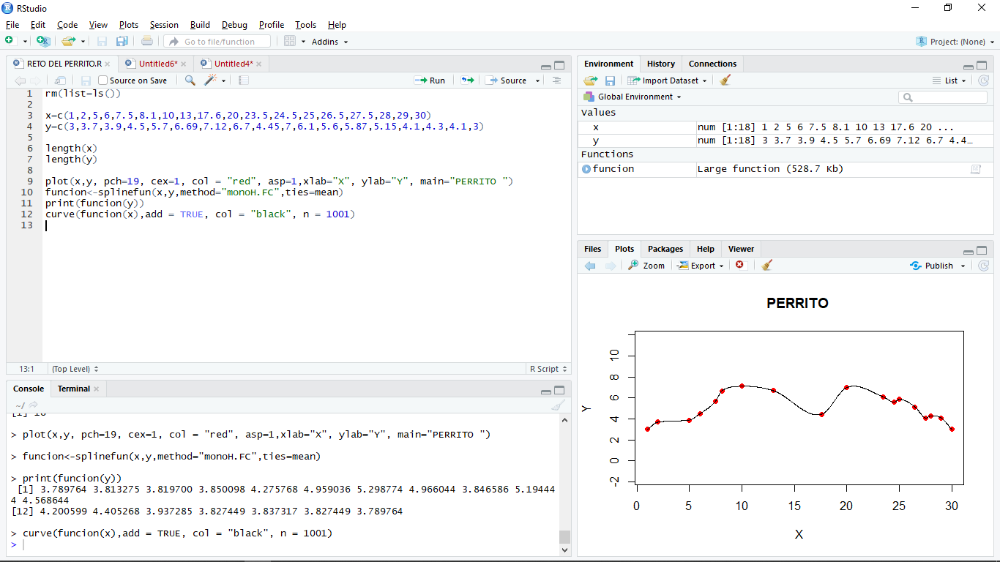 RStudio
File Edit Code View Plots Session Build Debug Profile Tools Help
Go to file/function Addins Project: (None)
RETO DEL PERRITO.R Untitled6* Untitled4*
Source on Save Run Source
1 rm(list=ls())
2
3 x=c(1,2,5,6,7.5,8.1,10,13,17.6,20,23.5,24.5,25,26.5,27.5,28,29,30)
4 y=c(3,3.7,3.9,4.5,5.7,6.69,7.12,6.7,4.45,7,6.1,5.6,5.87,5.15,4.1,4.3,4.1,3)
5
6 length(x)
7 length(y)
8
9 plot(x,y, pch=19, cex=1, col = "red", asp=1,xlab="X", ylab="Y", main="PERRITO ")
10 funcion<-splinefun(x,y,method="monoH.FC",ties=mean)
11 print(funcion(y))
12 curve(funcion(x),add = TRUE, col = "black", n = 1001)
13
13:1 (Top Level) R Script
Console Terminal
~/
[1] 18
> plot(x,y, pch=19, cex=1, col = "red", asp=1,xlab="X", ylab="Y", main="PERRITO ")
> funcion<-splinefun(x,y,method="monoH.FC",ties=mean)
> print(funcion(y))
[1] 3.789764 3.813275 3.819700 3.850098 4.275768 4.959036 5.298774 4.966044 3.846586 5.19444
4 4.568644
[12] 4.200599 4.405268 3.937285 3.827449 3.837317 3.827449 3.789764
> curve(funcion(x),add = TRUE, col = "black", n = 1001)
>
Environment History Connections
Import Dataset List
Global Environment
Values
x num [1:18] 1 2 5 6 7.5 8.1 10 13 17.6 20 ...
y num [1:18] 3 3.7 3.9 4.5 5.7 6.69 7.12 6.7 4.4…
Functions
funcion Large function (528.7 Kb)
Files Plots Packages Help Viewer
Zoom Export Publish
PERRITO
Y
10
8
6
4
2
0
-2
0 5 10 15 20 25 30
X